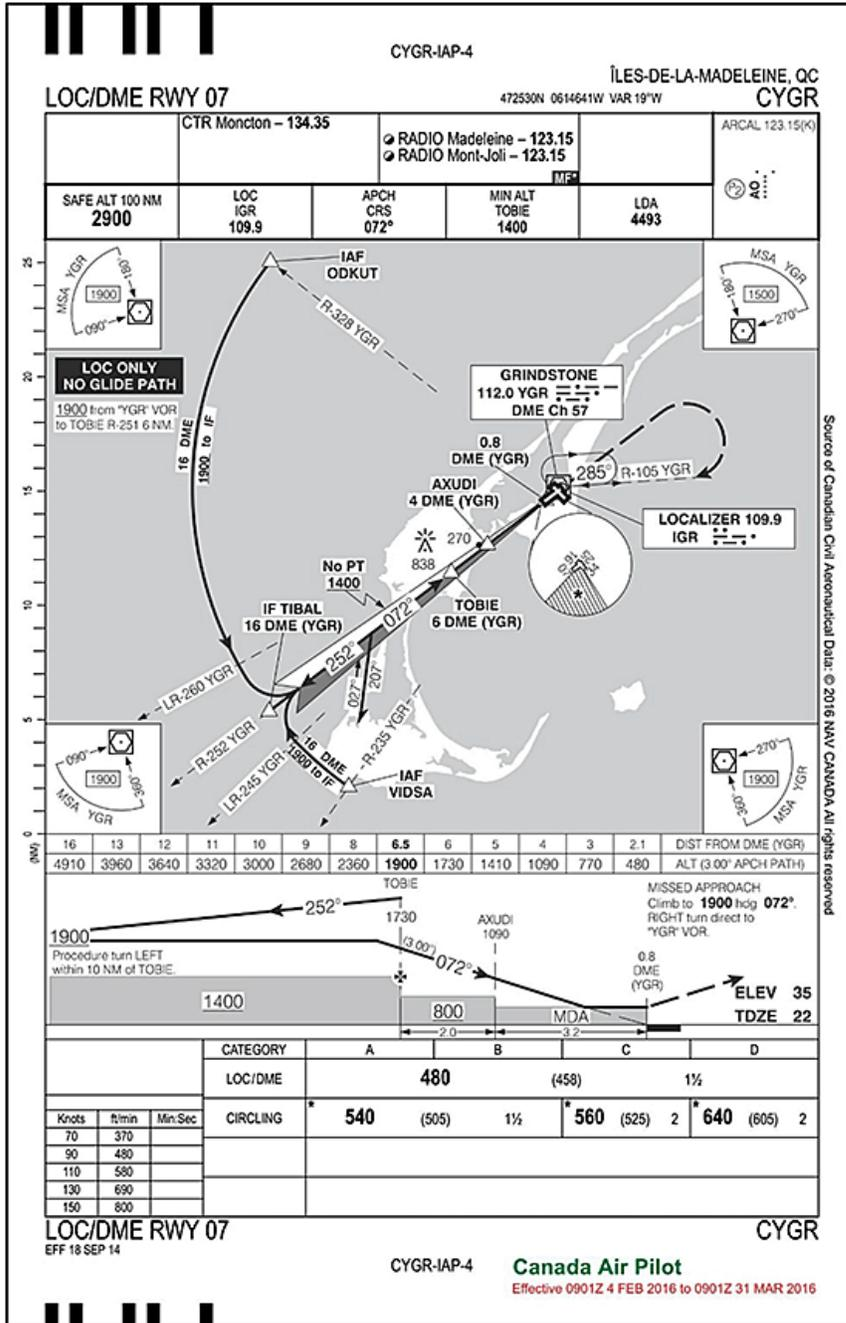 CYGR-IAP-4
ÎLES-DE-LA-MADELEINE, QC
LOC/DME RWY 07
472530N 0614641W VAR 19°W
CYGR
CTR Moncton – 134.35
RADIO Madeleine – 123.15
RADIO Mont-Joli – 123.15
MF*
ARCAL 123.15(K)
P2
AO
SAFE ALT 100 NM
2900
LOC
IGR
109.9
APCH
CRS
072°
MIN ALT
TOBIE
1400
LDA
4493
MSA YGR
180°
1900
090°
IAF
ODKUT
R-328 YGR
MSA YGR
180°
1500
270°
LOC ONLY
NO GLIDE PATH
1900 from "YGR" VOR
to TOBIE R-251 6 NM.
16 DME
1900 to IF
GRINDSTONE
112.0 YGR
DME Ch 57
0.8
DME (YGR)
285°
R-105 YGR
AXUDI
4 DME (YGR)
LOCALIZER 109.9
IGR
270
838
No PT
1400
TOBIE
6 DME (YGR)
IF TIBAL
16 DME (YGR)
072°
252°
027°
207°
LR-260 YGR
R-252 YGR
LR-245 YGR
R-235 YGR
16 DME
1900 to IF
IAF
VIDSA
090°
1900
360°
MSA YGR
270°
1900
360°
MSA YGR
25
20
15
10
5
0
(NM)
16 13 12 11 10 9 8 6.5 6 5 4 3 2.1 DIST FROM DME (YGR)
4910 3960 3640 3320 3000 2680 2360 1900 1730 1410 1090 770 480 ALT (3.00° APCH PATH)
TOBIE
1730
252°
1900
Procedure turn LEFT
within 10 NM of TOBIE.
(3.00°)
072°
AXUDI
1090
MISSED APPROACH
Climb to 1900 hdg 072°.
RIGHT turn direct to
"YGR" VOR.
0.8
DME
(YGR)
1400
800
MDA
2.0
3.2
ELEV 35
TDZE 22
CATEGORY A B C D
LOC/DME 480 (458) 1½
CIRCLING * 540 (505) 1½ * 560 (525) 2 * 640 (605) 2
Knots ft/min Min:Sec
70 370
90 480
110 580
130 690
150 800
LOC/DME RWY 07
CYGR
EFF 18 SEP 14
CYGR-IAP-4
Canada Air Pilot
Effective 0901Z 4 FEB 2016 to 0901Z 31 MAR 2016
Source of Canadian Civil Aeronautical Data: © 2016 NAV CANADA All rights reserved